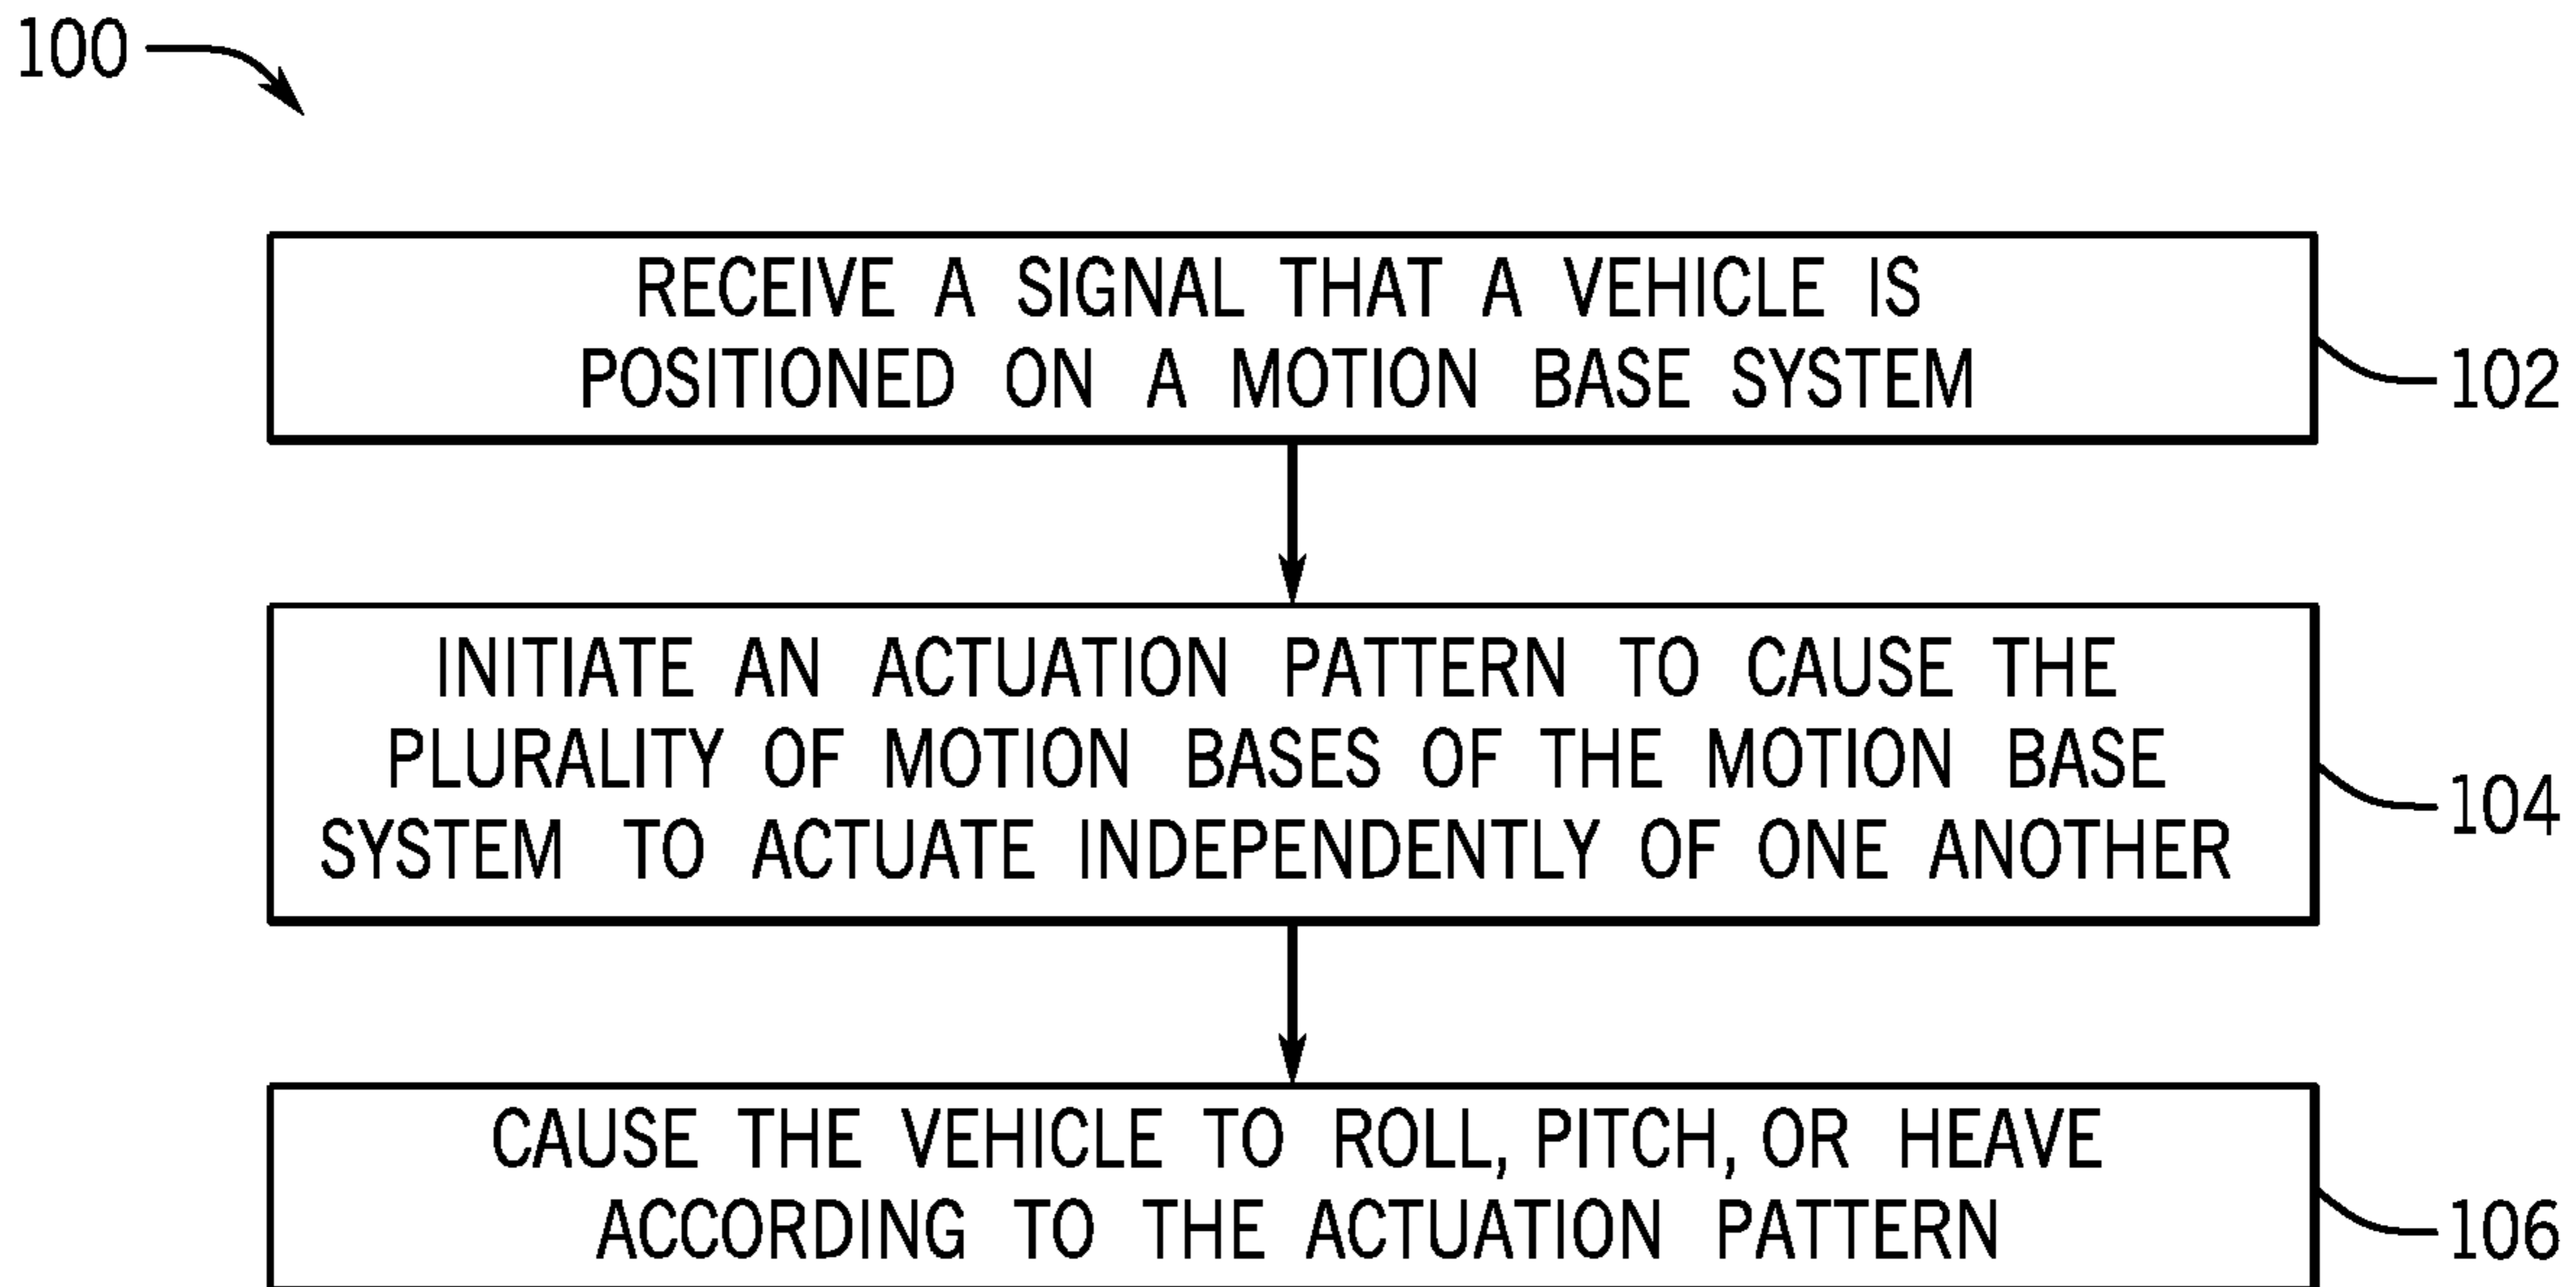 100
RECEIVE A SIGNAL THAT A VEHICLE IS
POSITIONED ON A MOTION BASE SYSTEM
102
INITIATE AN ACTUATION PATTERN TO CAUSE THE
PLURALITY OF MOTION BASES OF THE MOTION BASE
SYSTEM TO ACTUATE INDEPENDENTLY OF ONE ANOTHER
104
CAUSE THE VEHICLE TO ROLL, PITCH, OR HEAVE
ACCORDING TO THE ACTUATION PATTERN
106